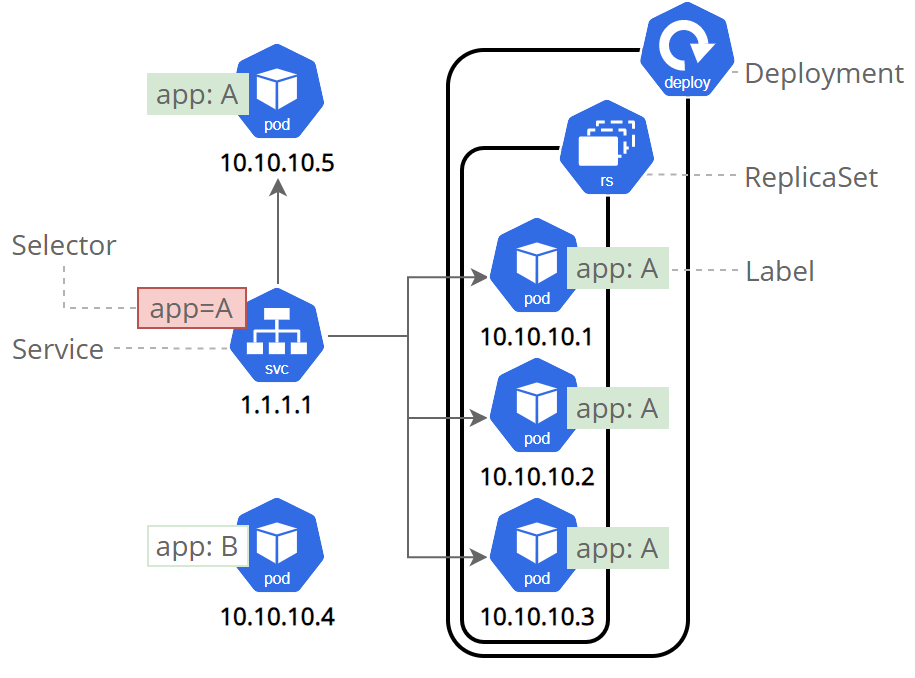 deploy
Deployment
app: A
pod
10.10.10.5
rs
ReplicaSet
Selector
app=A
Service
svc
1.1.1.1
app: A
Label
pod
10.10.10.1
app: A
pod
10.10.10.2
app: B
pod
10.10.10.4
app: A
pod
10.10.10.3